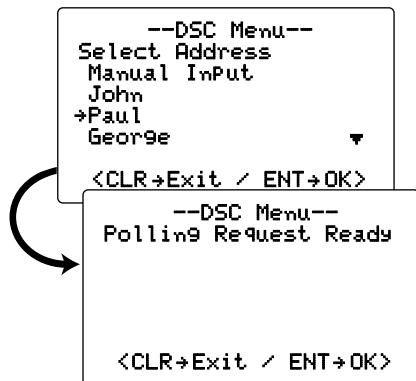 --DSC Menu--
Select Address
Manual InPut
John
→Paul
George
<CLR→Exit / ENT→OK>
--DSC Menu--
Polling Request Ready
<CLR→Exit / ENT→OK>